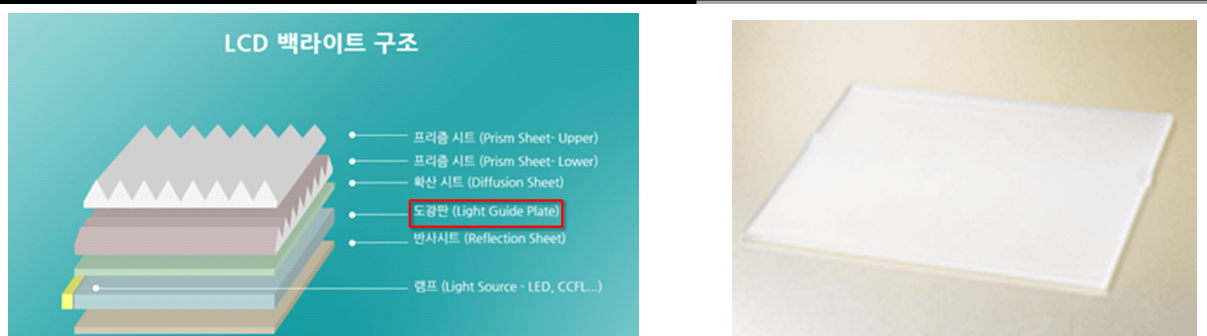 LCD 백라이트 구조
프리즘 시트 (Prism Sheet- Upper)
프리즘 시트 (Prism Sheet- Lower)
확산 시트 (Diffusion Sheet)
도광판 (Light Guide Plate)
반사시트 (Reflection Sheet)
램프 (Light Source - LED, CCFL...)